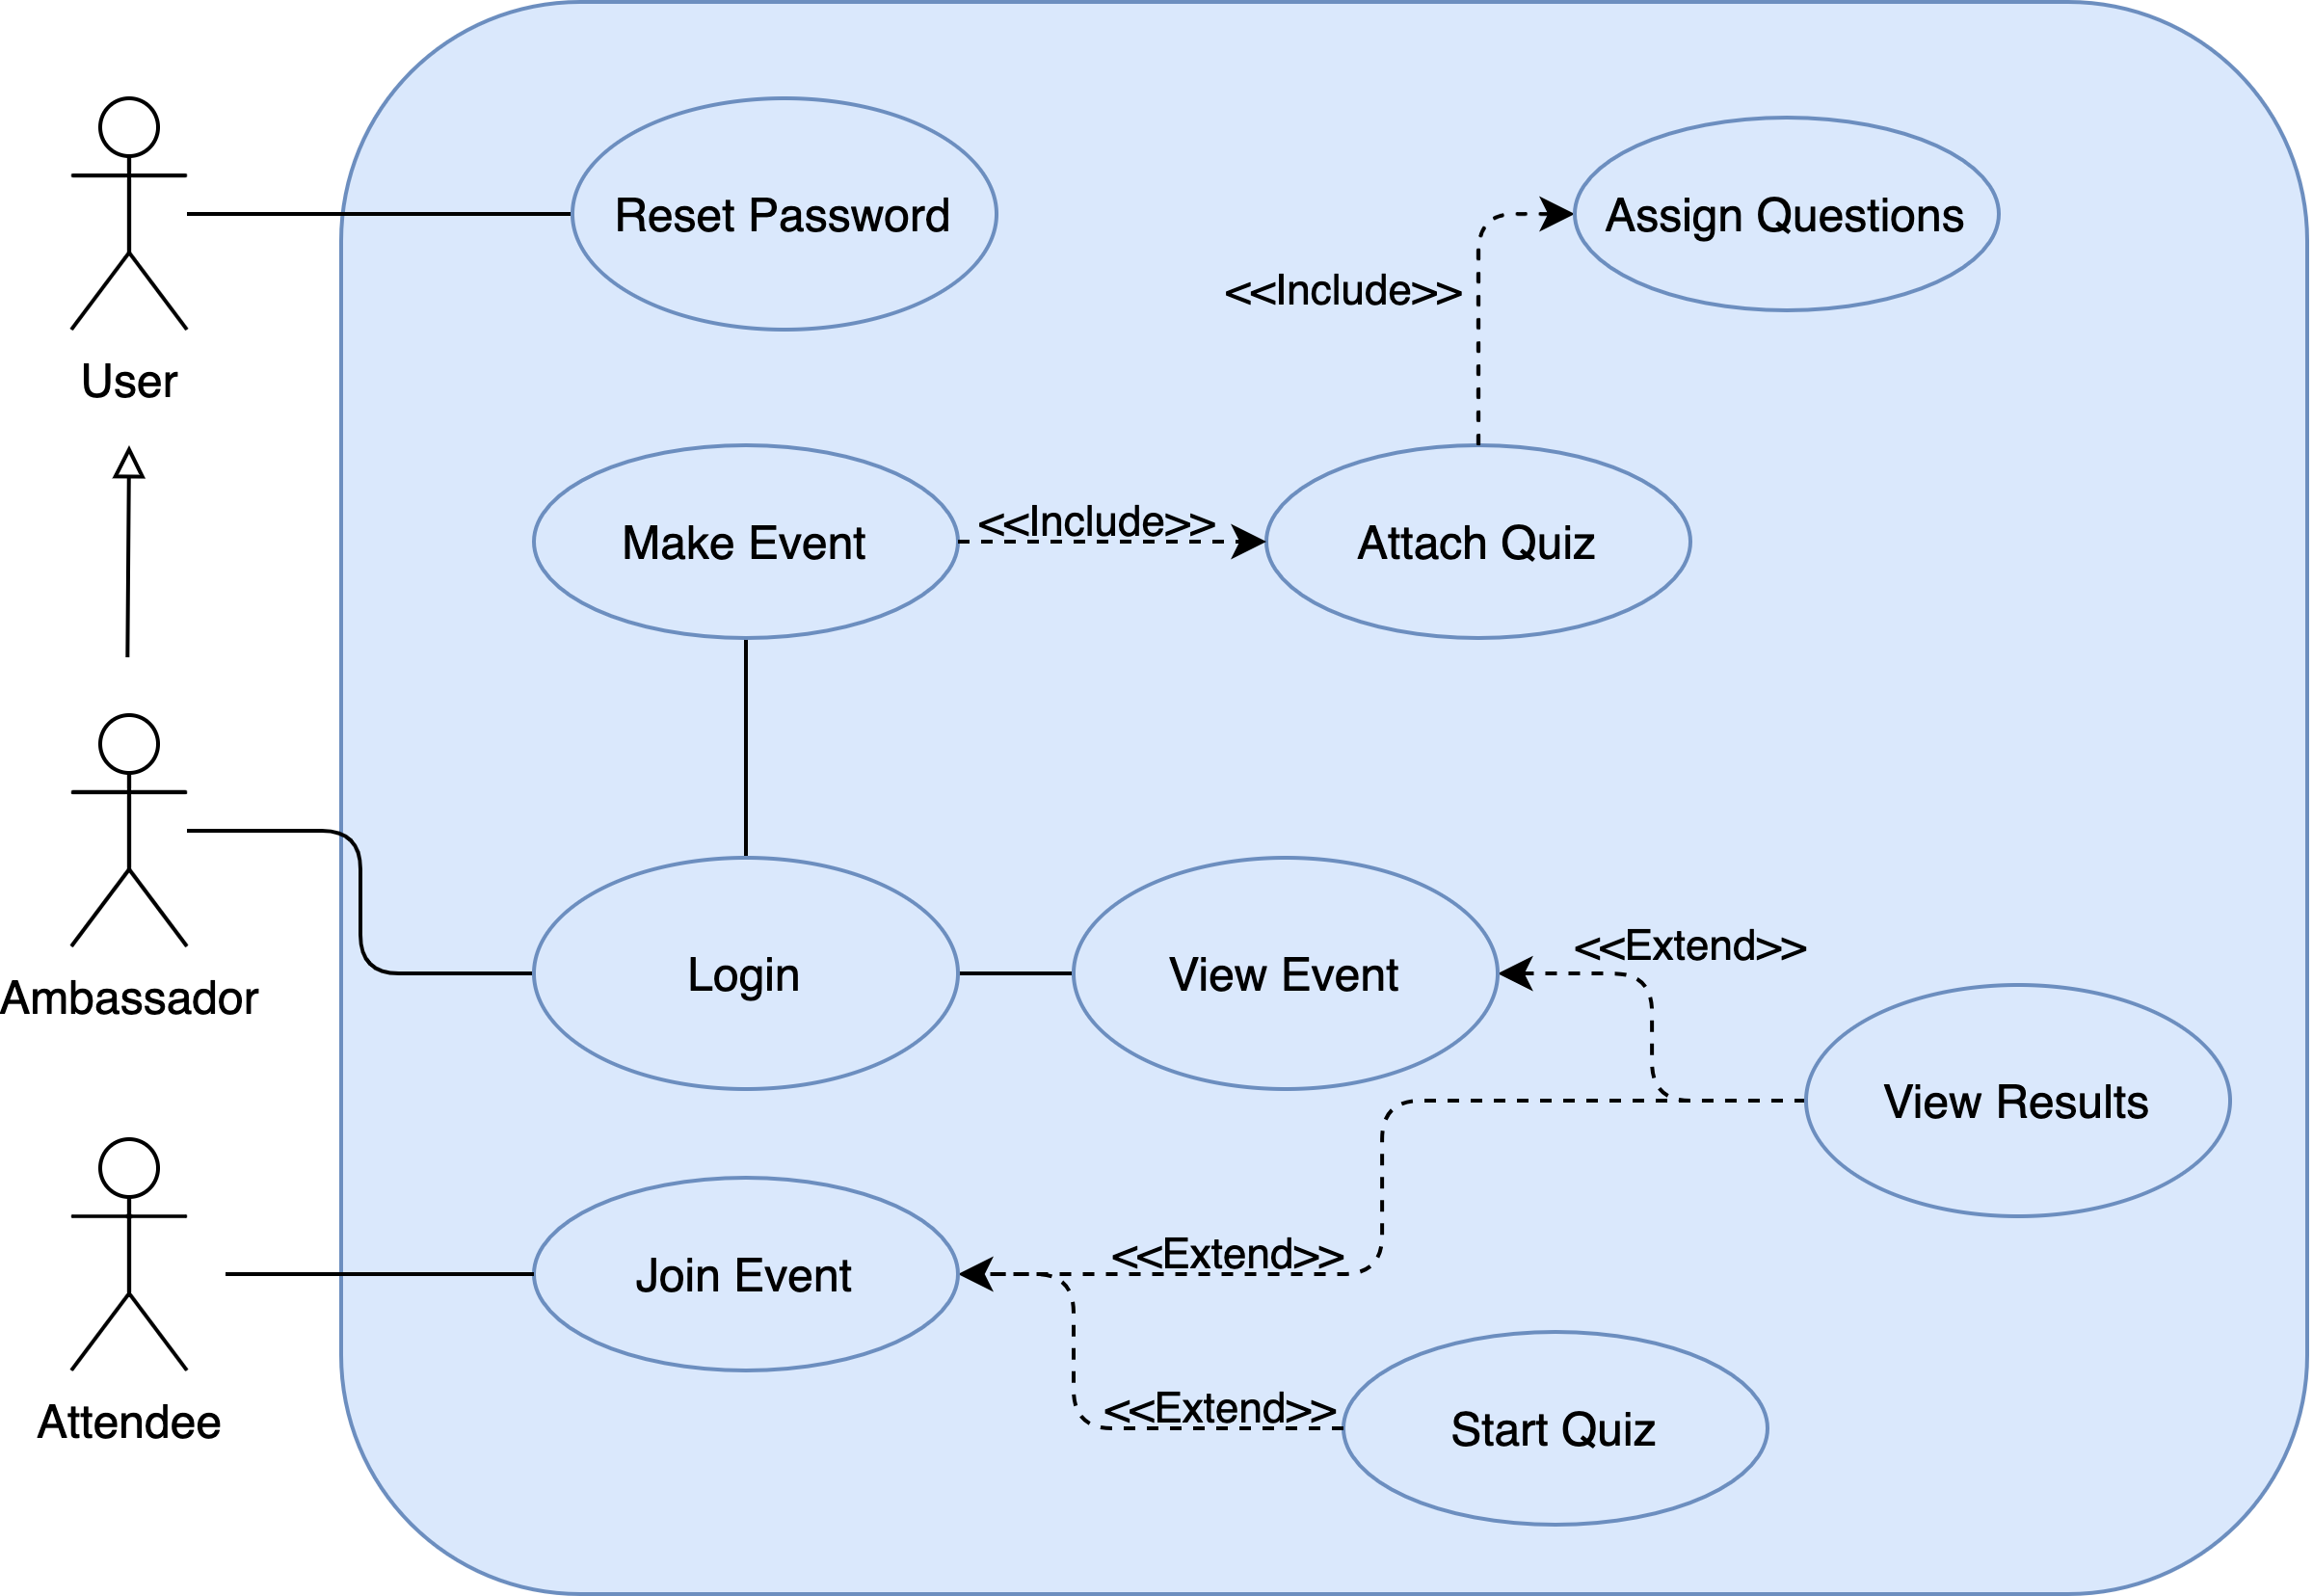 Reset Password
Assign Questions
<<Include>>
User
Make Event
<<Include>>
Attach Quiz
Ambassador
Login
View Event
<<Extend>>
View Results
Join Event
<<Extend>>
Attendee
<<Extend>>
Start Quiz